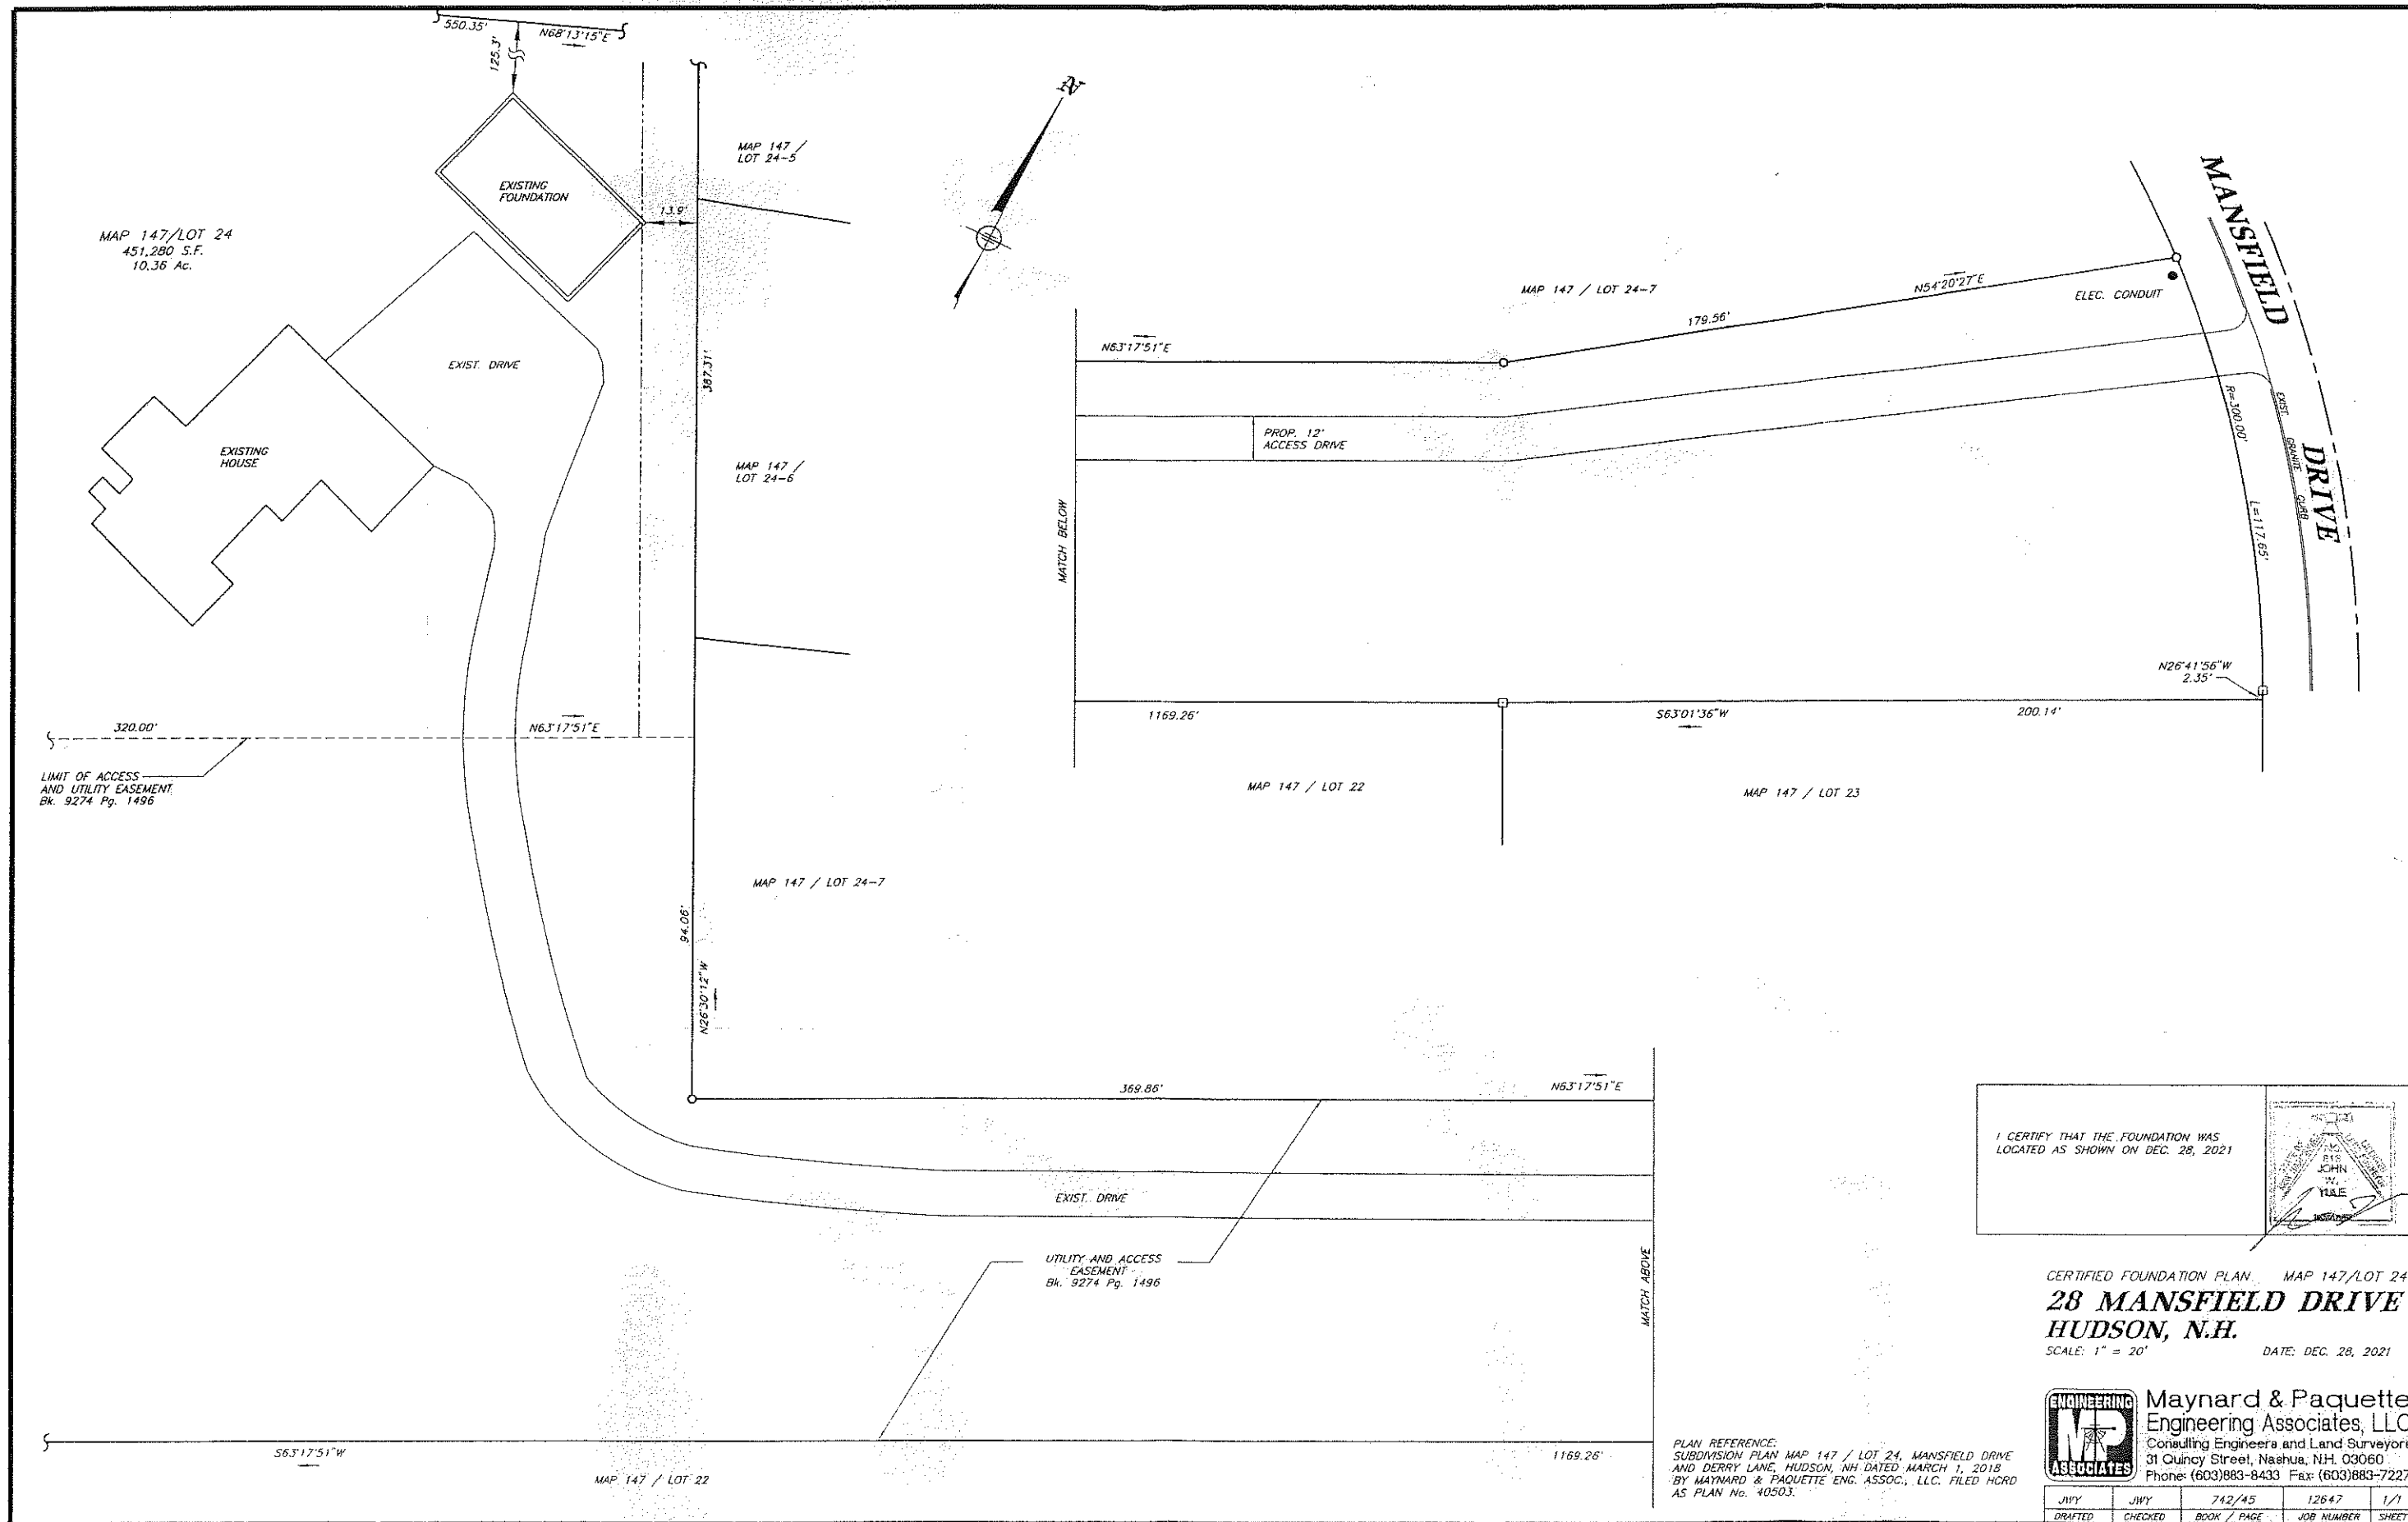 550.35'
N68°13'15"E
125.3'
MAP 147 /
LOT 24-5
EXISTING
FOUNDATION
13.9'
MAP 147/LOT 24
451,280 S.F.
10.36 Ac.
EXIST. DRIVE
387.31'
EXISTING
HOUSE
MAP 147 /
LOT 24-6
320.00'
N63°17'51"E
LIMIT OF ACCESS
AND UTILITY EASEMENT
Bk. 9274 Pg. 1496
MAP 147 / LOT 24-7
94.06'
N26°30'12"W
369.86'
N63°17'51"E
EXIST. DRIVE
UTILITY AND ACCESS
EASEMENT
Bk. 9274 Pg. 1496
MATCH ABOVE
S63°17'51"W
1169.26'
MAP 147 / LOT 22
N
MANSFIELD
DRIVE
MAP 147 / LOT 24-7
N54°20'27"E
ELEC. CONDUIT
179.56'
N63°17'51"E
PROP. 12'
ACCESS DRIVE
R=300.00'
EXIST.
GRANITE
CURB
L=117.65'
MATCH BELOW
N26°41'56"W
2.35'
1169.26'
S63°01'36"W
200.14'
MAP 147 / LOT 22
MAP 147 / LOT 23
I CERTIFY THAT THE FOUNDATION WAS
LOCATED AS SHOWN ON DEC. 28, 2021
JOHN
W.
YULE
CERTIFIED FOUNDATION PLAN MAP 147/LOT 24
28 MANSFIELD DRIVE
HUDSON, N.H.
SCALE: 1" = 20'
DATE: DEC. 28, 2021
ENGINEERING
MP
ASSOCIATES
Maynard & Paquette
Engineering Associates, LLC
Consulting Engineers and Land Surveyors
31 Quincy Street, Nashua, N.H. 03060
Phone: (603)883-8433 Fax: (603)883-7227
PLAN REFERENCE:
SUBDIVISION PLAN MAP 147 / LOT 24, MANSFIELD DRIVE
AND DERRY LANE, HUDSON, NH DATED MARCH 1, 2018
BY MAYNARD & PAQUETTE ENG. ASSOC., LLC. FILED HCRD
AS PLAN No. 40503.
JWY JWY 742/45 12647 1/1
DRAFTED CHECKED BOOK / PAGE JOB NUMBER SHEET